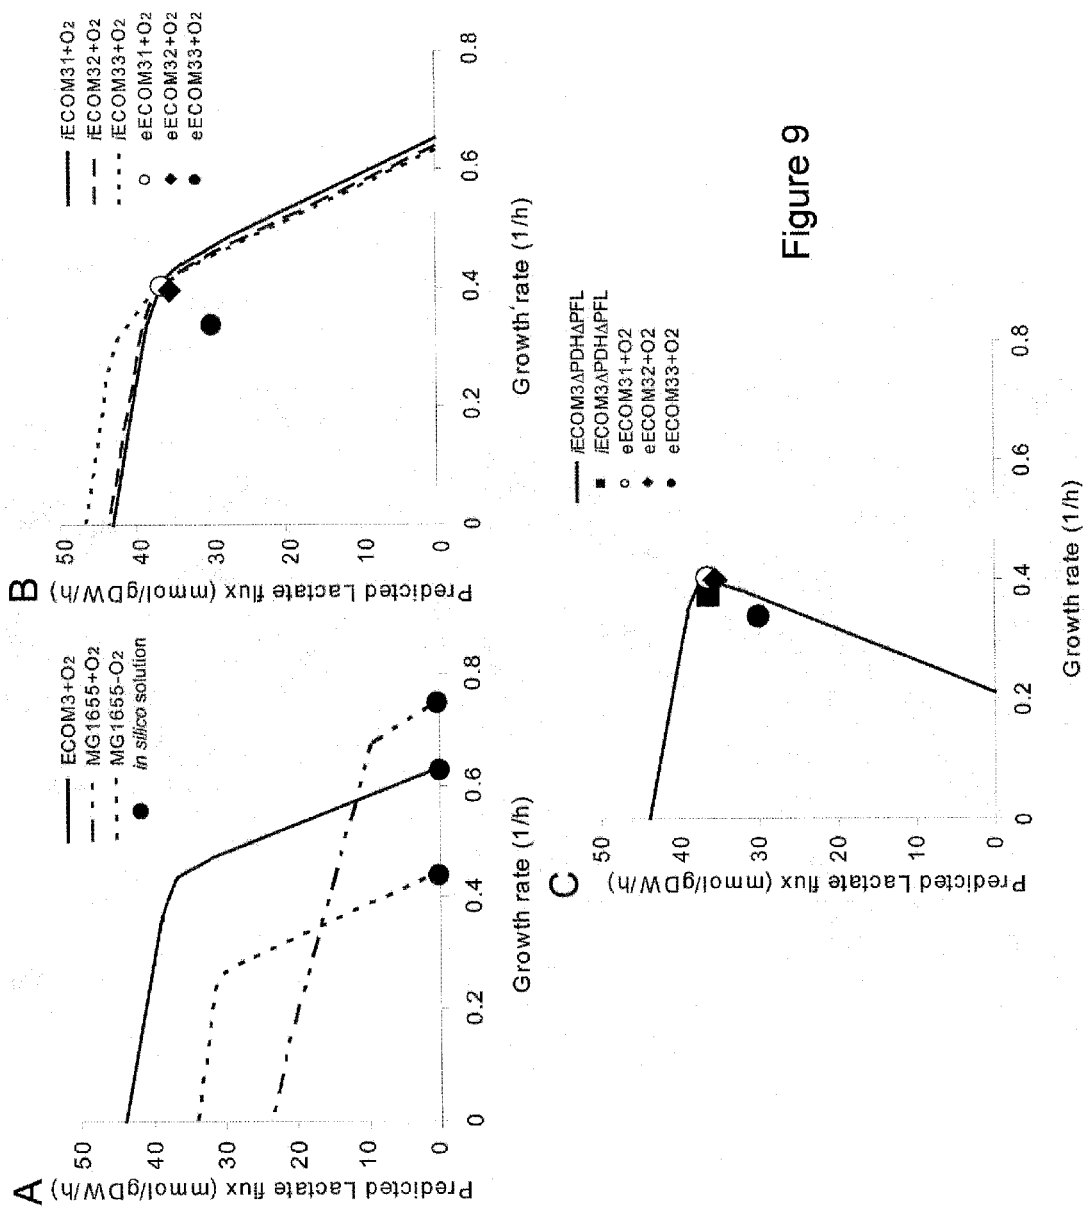 A
Predicted Lactate flux (mmol/gDW/h)
50
40
30
20
10
0
0
0.2
0.4
0.6
0.8
Growth rate (1/h)
ECOM3+O2
MG1655+O2
MG1655-O2
in silico solution
B
Predicted Lactate flux (mmol/gDW/h)
50
40
30
20
10
0
0
0.2
0.4
0.6
0.8
Growth rate (1/h)
iECOM31+O2
iECOM32+O2
iECOM33+O2
eECOM31+O2
eECOM32+O2
eECOM33+O2
C
Predicted Lactate flux (mmol/gDW/h)
50
40
30
20
10
0
0
0.2
0.4
0.6
0.8
Growth rate (1/h)
iECOM3ΔPDHΔPFL
iECOM3ΔPDHΔPFL
eECOM31+O2
eECOM32+O2
eECOM33+O2
Figure 9